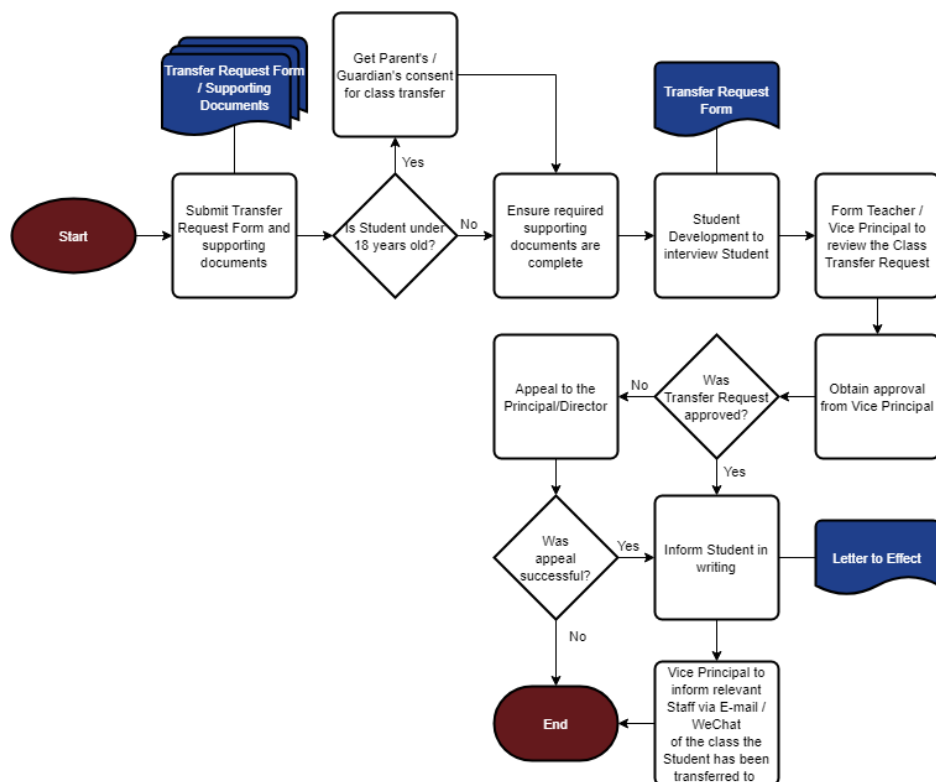 Transfer Request Form
/ Supporting
Documents
Get Parent's /
Guardian's consent
for class transfer
Transfer Request
Form
Yes
Start
Submit Transfer
Request Form and
supporting
documents
Is Student under
18 years old?
No
Ensure required
supporting
documents are
complete
Student
Development to
interview Student
Form Teacher /
Vice Principal to
review the Class
Transfer Request
Appeal to the
Principal/Director
No
Was
Transfer Request
approved?
Obtain approval
from Vice Principal
Yes
Was
appeal
successful?
Yes
Inform Student in
writing
Letter to Effect
No
End
Vice Principal to
inform relevant
Staff via E-mail /
WeChat
of the class the
Student has been
transferred to